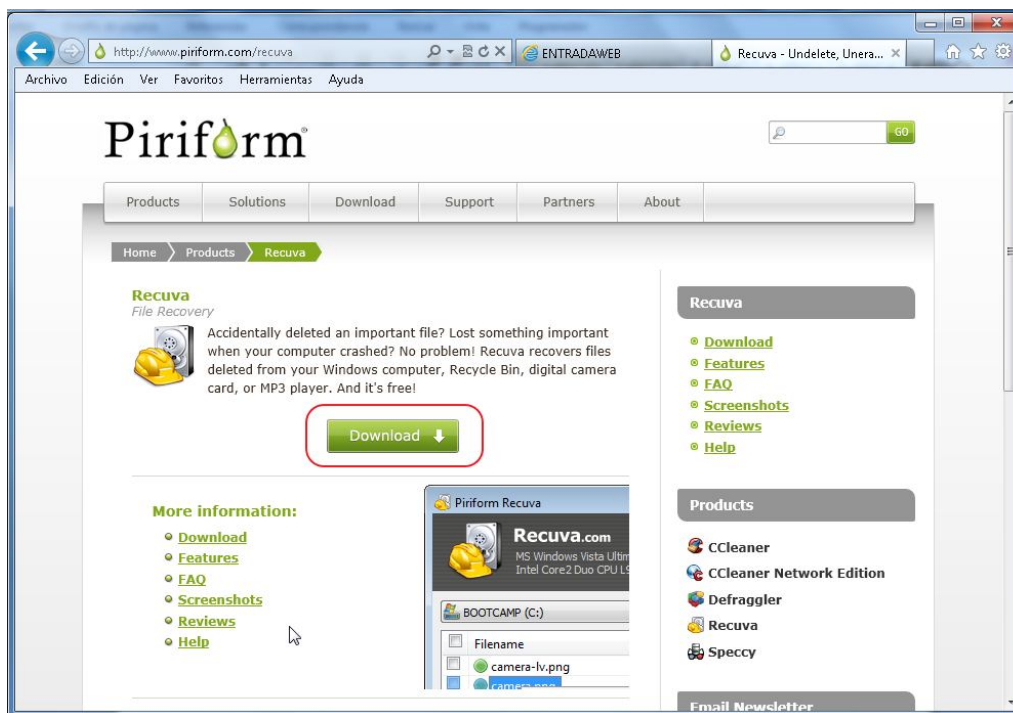 http://www.piriform.com/recuva
ENTRADAWEB
Recuva - Undelete, Unera...
Archivo Edición Ver Favoritos Herramientas Ayuda
Piriform
GO
Products Solutions Download Support Partners About
Home Products Recuva
Recuva
File Recovery
Accidentally deleted an important file? Lost something important
when your computer crashed? No problem! Recuva recovers files
deleted from your Windows computer, Recycle Bin, digital camera
card, or MP3 player. And it's free!
Download
More information:
Download
Features
FAQ
Screenshots
Reviews
Help
Piriform Recuva
Recuva.com
MS Windows Vista Ultim
Intel Core2 Duo CPU L9
BOOTCAMP (C:)
Filename
camera-lv.png
camera.png
Recuva
Download
Features
FAQ
Screenshots
Reviews
Help
Products
CCleaner
CCleaner Network Edition
Defraggler
Recuva
Speccy
Email Newsletter